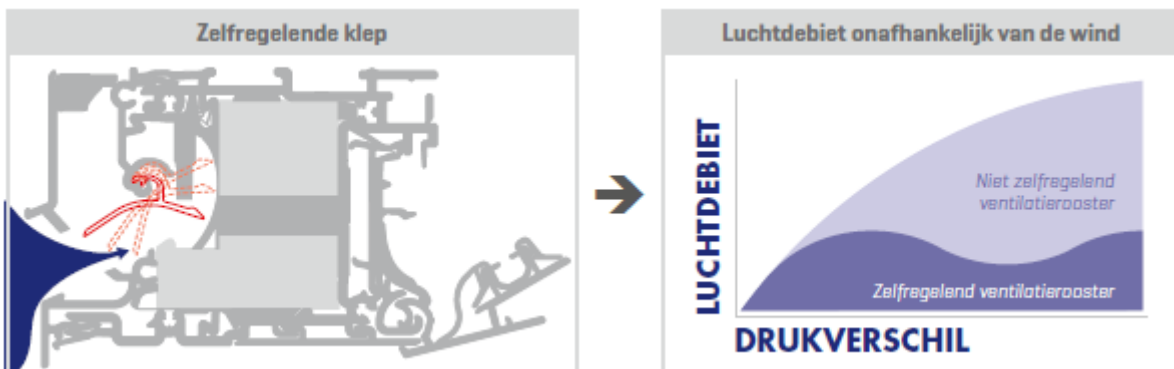 Zelfregelende klep
Luchtdebiet onafhankelijk van de wind
LUCHTDEBIET
Niet zelfregelend
ventilatierooster
Zelfregelend ventilatierooster
DRUKVERSCHIL